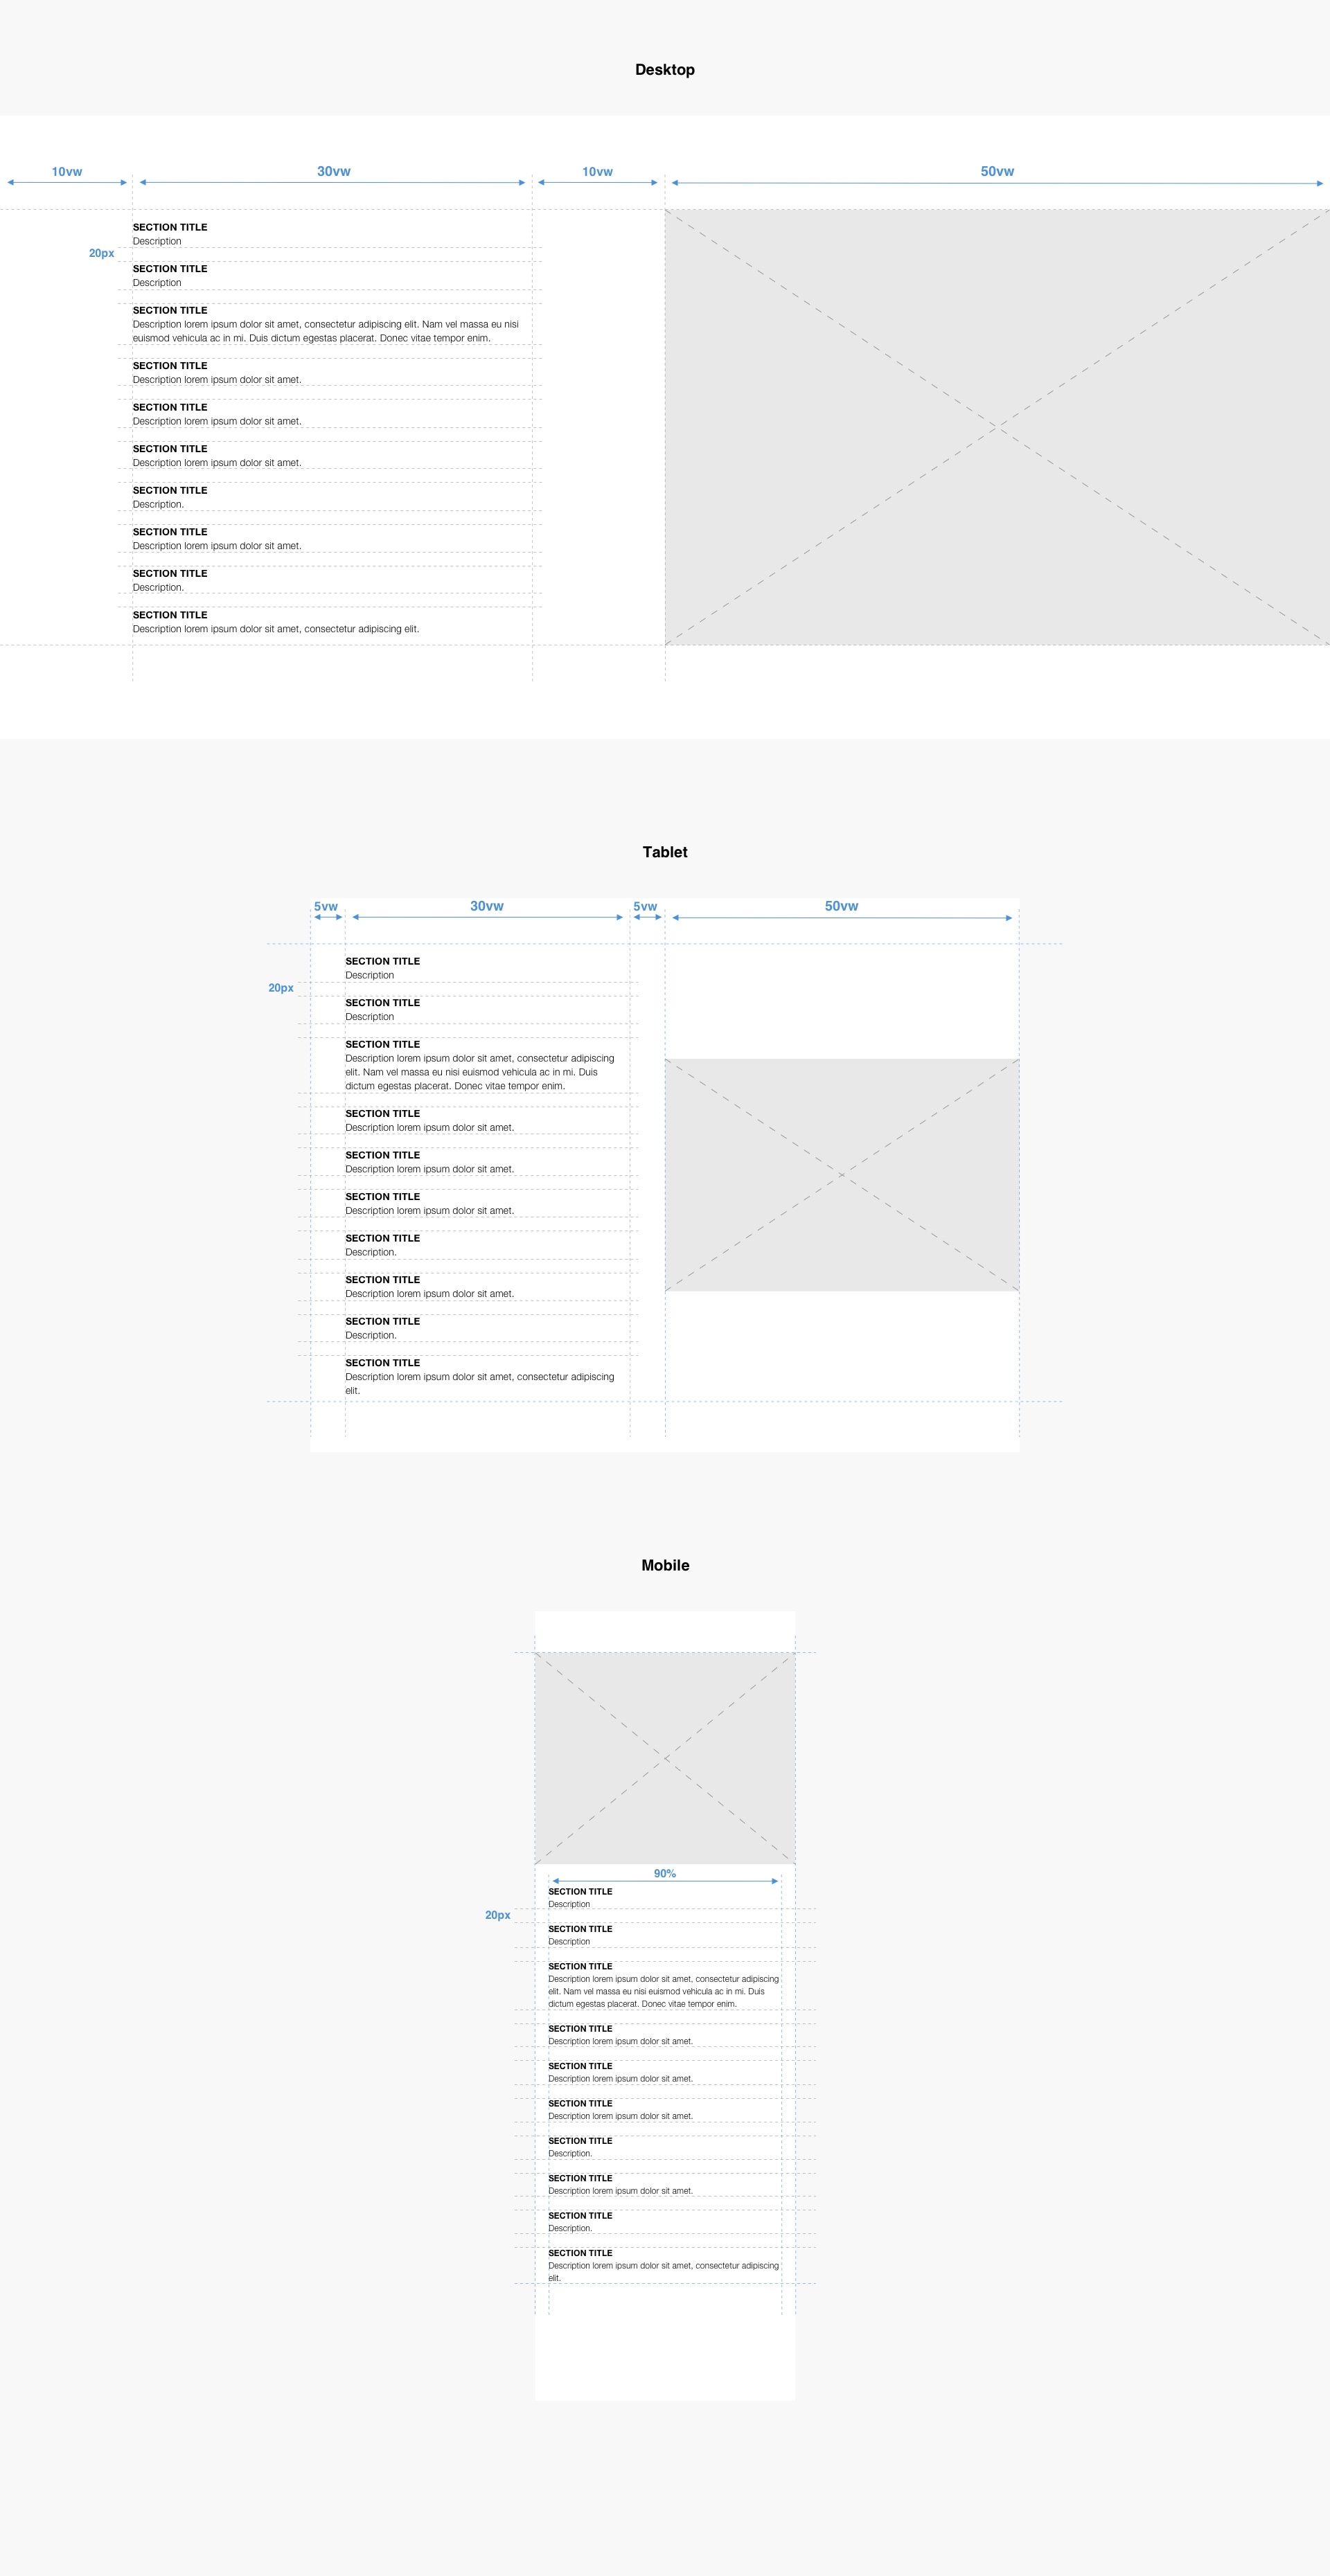 Desktop
10vw 30vw 10vw 50vw
SECTION TITLE
Description
20px
SECTION TITLE
Description
SECTION TITLE
Description lorem ipsum dolor sit amet, consectetur adipiscing elit. Nam vel massa eu nisi
euismod vehicula ac in mi. Duis dictum egestas placerat. Donec vitae tempor enim.
SECTION TITLE
Description lorem ipsum dolor sit amet.
SECTION TITLE
Description lorem ipsum dolor sit amet.
SECTION TITLE
Description lorem ipsum dolor sit amet.
SECTION TITLE
Description.
SECTION TITLE
Description lorem ipsum dolor sit amet.
SECTION TITLE
Description.
SECTION TITLE
Description lorem ipsum dolor sit amet, consectetur adipiscing elit.
Tablet
5vw 30vw 5vw 50vw
SECTION TITLE
Description
20px
SECTION TITLE
Description
SECTION TITLE
Description lorem ipsum dolor sit amet, consectetur adipiscing
elit. Nam vel massa eu nisi euismod vehicula ac in mi. Duis
dictum egestas placerat. Donec vitae tempor enim.
SECTION TITLE
Description lorem ipsum dolor sit amet.
SECTION TITLE
Description lorem ipsum dolor sit amet.
SECTION TITLE
Description lorem ipsum dolor sit amet.
SECTION TITLE
Description.
SECTION TITLE
Description lorem ipsum dolor sit amet.
SECTION TITLE
Description.
SECTION TITLE
Description lorem ipsum dolor sit amet, consectetur adipiscing
elit.
Mobile
90%
SECTION TITLE
Description
20px
SECTION TITLE
Description
SECTION TITLE
Description lorem ipsum dolor sit amet, consectetur adipiscing
elit. Nam vel massa eu nisi euismod vehicula ac in mi. Duis
dictum egestas placerat. Donec vitae tempor enim.
SECTION TITLE
Description lorem ipsum dolor sit amet.
SECTION TITLE
Description lorem ipsum dolor sit amet.
SECTION TITLE
Description lorem ipsum dolor sit amet.
SECTION TITLE
Description.
SECTION TITLE
Description lorem ipsum dolor sit amet.
SECTION TITLE
Description.
SECTION TITLE
Description lorem ipsum dolor sit amet, consectetur adipiscing
elit.